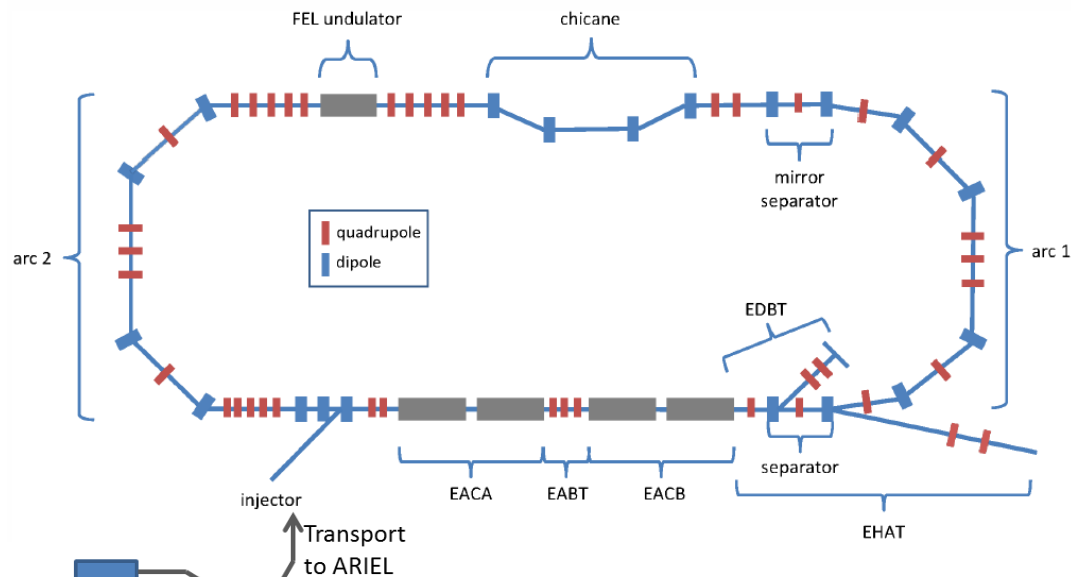 FEL undulator
chicane
mirror
separator
quadrupole
dipole
arc 2
arc 1
EDBT
injector
EACA
EABT
EACB
separator
EHAT
Transport
to ARIEL